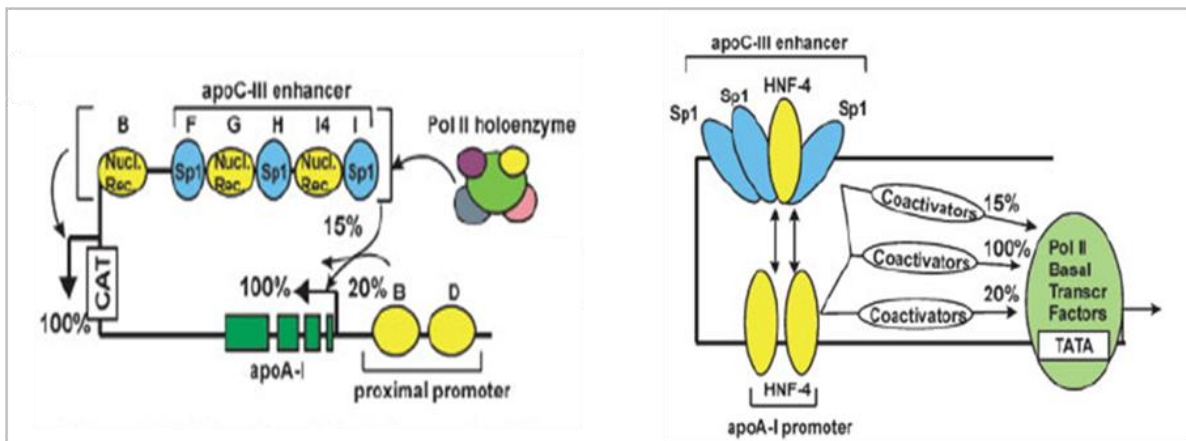 apoC-III enhancer
B F G H I4 I
Nucl. Rec. Sp1 Nucl. Rec. Sp1 Nucl. Rec. Sp1
Pol II holoenzyme
15%
CAT
100%
100%
20%
B D
apoA-I
proximal promoter
apoC-III enhancer
HNF-4
Sp1 Sp1 Sp1
Coactivators 15%
Coactivators 100%
Coactivators 20%
Pol II
Basal
Transcr
Factors
TATA
HNF-4
apoA-I promoter